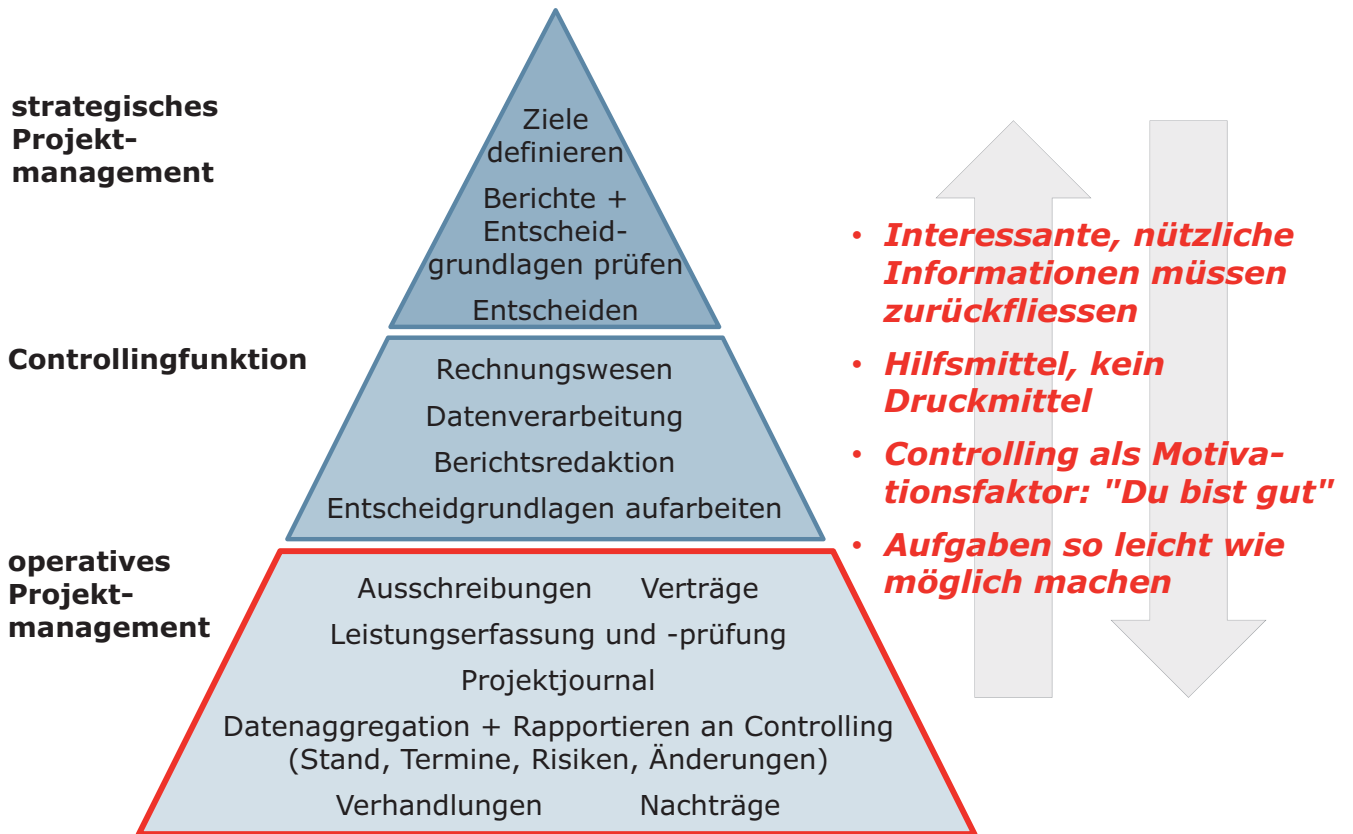 strategisches
Projekt-
management
Ziele
definieren
Berichte +
Entscheid-
grundlagen prüfen
Entscheiden
Controllingfunktion
Rechnungswesen
Datenverarbeitung
Berichtsredaktion
Entscheidgrundlagen aufarbeiten
operatives
Projekt-
management
Ausschreibungen Verträge
Leistungserfassung und -prüfung
Projektjournal
Datenaggregation + Rapportieren an Controlling
(Stand, Termine, Risiken, Änderungen)
Verhandlungen Nachträge
• Interessante, nützliche
Informationen müssen
zurückfliessen
• Hilfsmittel, kein
Druckmittel
• Controlling als Motiva-
tionsfaktor: "Du bist gut"
• Aufgaben so leicht wie
möglich machen